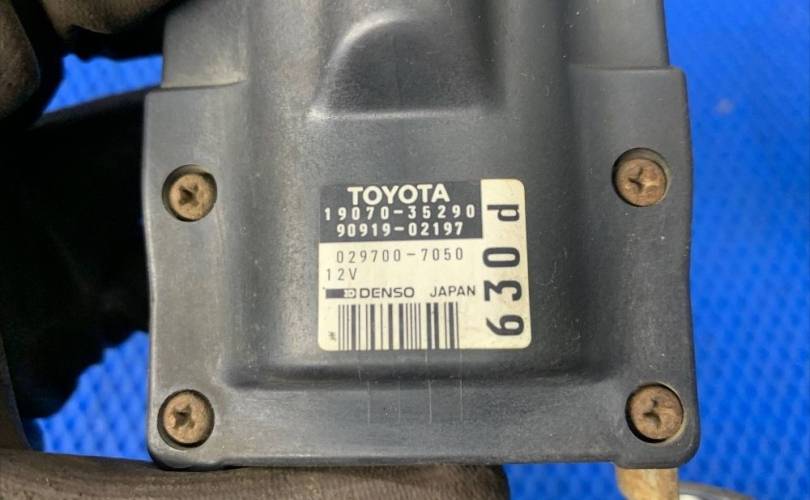 TOYOTA
19070-35290
90919-02197
029700-7050
12V
DENSO JAPAN
630d